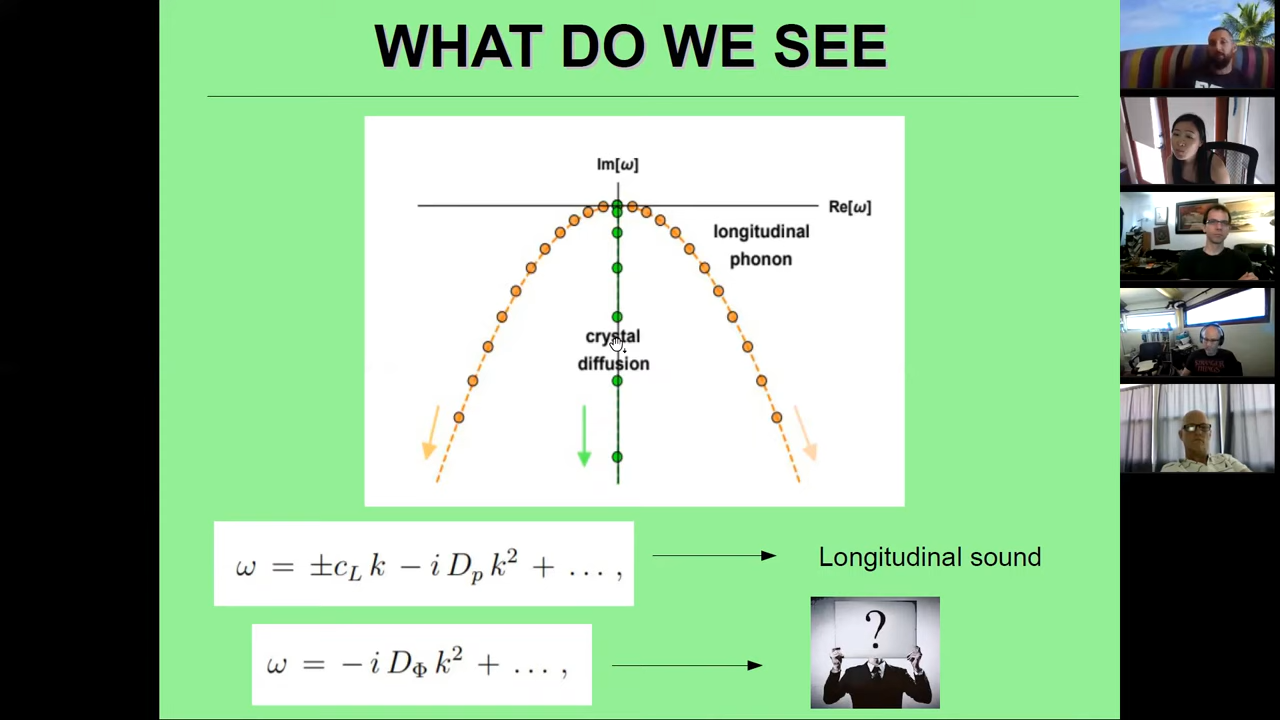 WHAT DO WE SEE
Im[ω]
Re[ω]
longitudinal
phonon
crystal
diffusion
ω = ±c_L k − i D_p k² + … ,
Longitudinal sound
ω = − i D_Φ k² + … ,
?